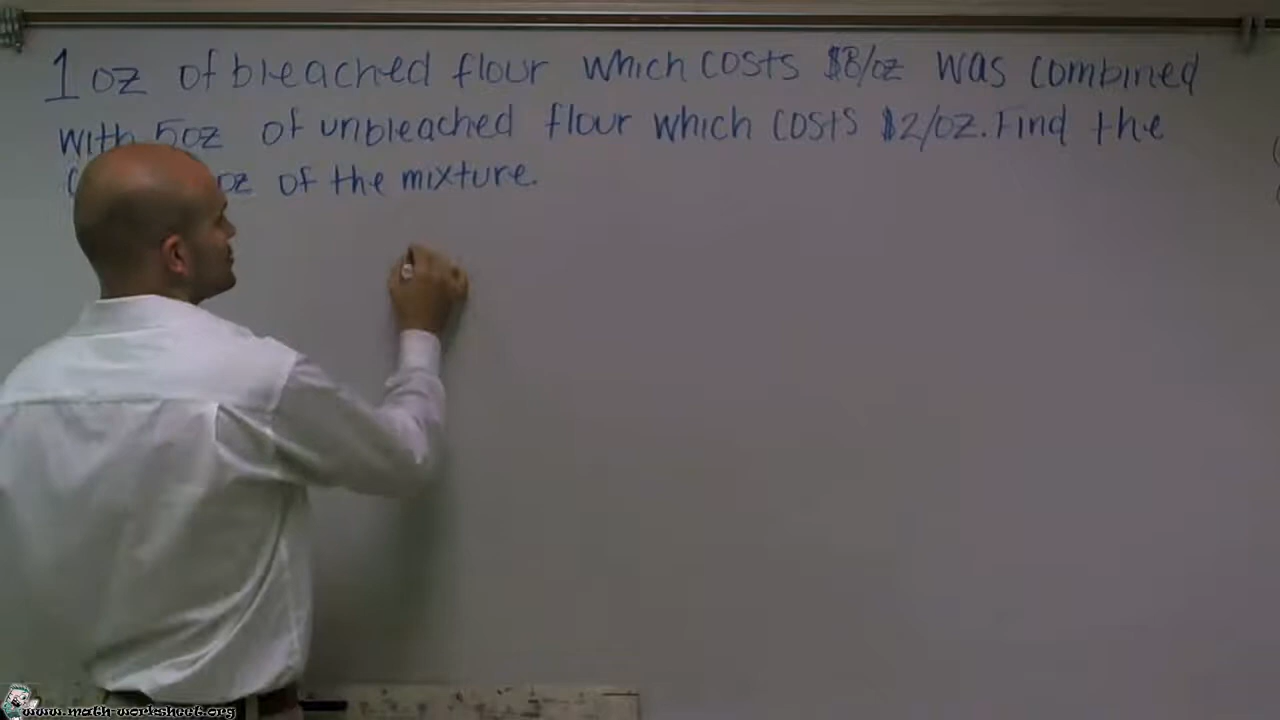 1 oz of bleached flour which costs $8/oz was combined
with 5oz of unbleached flour which costs $2/oz. Find the
oz of the mixture.
www.math-worksheet.org